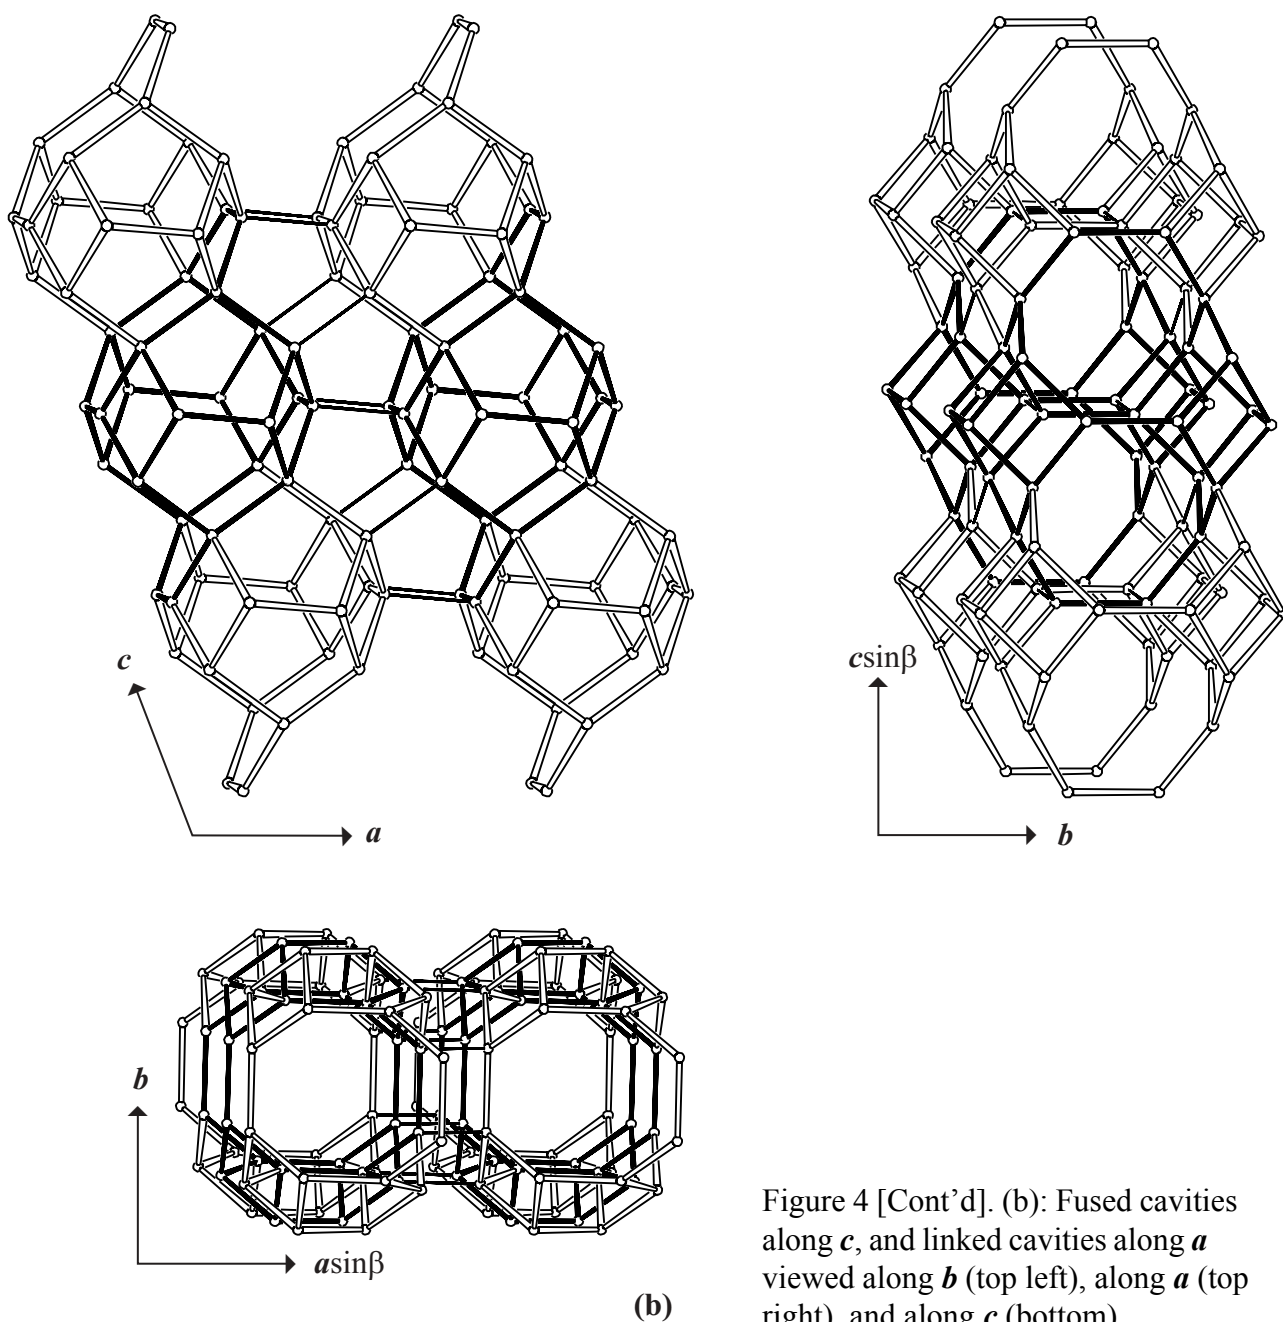 c
a
csinβ
b
b
asinβ
(b)
Figure 4 [Cont’d]. (b): Fused cavities
along c, and linked cavities along a
viewed along b (top left), along a (top
right), and along c (bottom)